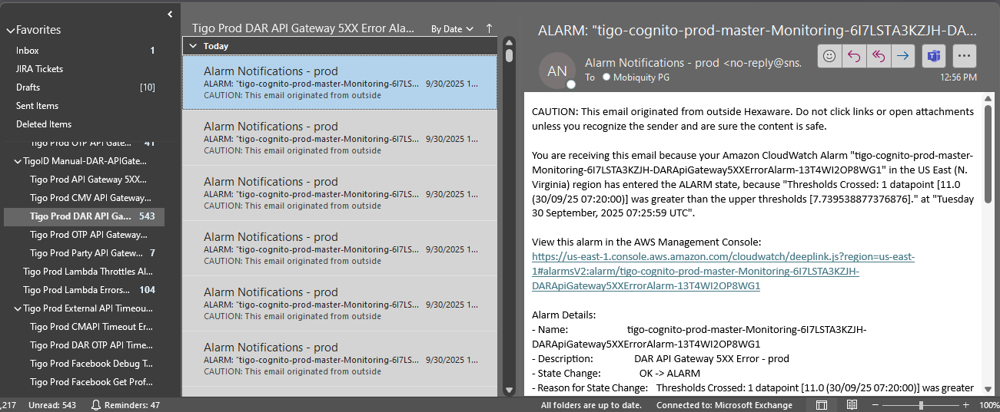 Favorites
Inbox 1
JIRA Tickets
Drafts [10]
Sent Items
Deleted Items
Tigo Prod OTP API Gate... 41
TigoID Manual-DAR-APIGate...
Tigo Prod API Gateway 5XX...
Tigo Prod CMV API Gateway...
Tigo Prod DAR API Ga... 543
Tigo Prod OTP API Gateway...
Tigo Prod Party API Gatew... 7
Tigo Prod Lambda Throttles Al...
Tigo Prod Lambda Errors... 104
Tigo Prod External API Timeou...
Tigo Prod CMAPI Timeout Er...
Tigo Prod DAR OTP API Time...
Tigo Prod Facebook Debug T...
Tigo Prod Facebook Get Prof...
Tigo Prod DAR API Gateway 5XX Error Ala... By Date
Today
Alarm Notifications - prod
ALARM: "tigo-cognito-prod-master-Monitoring-6I7LS... 9/30/2025 1...
CAUTION: This email originated from outside
Alarm Notifications - prod
ALARM: "tigo-cognito-prod-master-Monitoring-6I7LS... 9/30/2025 1...
CAUTION: This email originated from outside
Alarm Notifications - prod
ALARM: "tigo-cognito-prod-master-Monitoring-6I7LS... 9/30/2025 1...
CAUTION: This email originated from outside
Alarm Notifications - prod
ALARM: "tigo-cognito-prod-master-Monitoring-6I7LS... 9/30/2025 1...
CAUTION: This email originated from outside
Alarm Notifications - prod
ALARM: "tigo-cognito-prod-master-Monitoring-6I7LS... 9/30/2025 1...
CAUTION: This email originated from outside
Alarm Notifications - prod
ALARM: "tigo-cognito-prod-master-Monitoring-6I7LS... 9/30/2025 1...
CAUTION: This email originated from outside
ALARM: "tigo-cognito-prod-master-Monitoring-6I7LSTA3KZJH-DA...
AN
Alarm Notifications - prod <no-reply@sns.
To Mobiquity PG
12:56 PM
CAUTION: This email originated from outside Hexaware. Do not click links or open attachments
unless you recognize the sender and are sure the content is safe.
You are receiving this email because your Amazon CloudWatch Alarm "tigo-cognito-prod-master-
Monitoring-6I7LSTA3KZJH-DARApiGateway5XXErrorAlarm-13T4WI2OP8WG1" in the US East (N.
Virginia) region has entered the ALARM state, because "Thresholds Crossed: 1 datapoint [11.0
(30/09/25 07:20:00)] was greater than the upper thresholds [7.739538877376876]." at "Tuesday
30 September, 2025 07:25:59 UTC".
View this alarm in the AWS Management Console:
https://us-east-1.console.aws.amazon.com/cloudwatch/deeplink.js?region=us-east-
1#alarmsV2:alarm/tigo-cognito-prod-master-Monitoring-6I7LSTA3KZJH-
DARApiGateway5XXErrorAlarm-13T4WI2OP8WG1
Alarm Details:
- Name: tigo-cognito-prod-master-Monitoring-6I7LSTA3KZJH-
DARApiGateway5XXErrorAlarm-13T4WI2OP8WG1
- Description: DAR API Gateway 5XX Error - prod
- State Change: OK -> ALARM
- Reason for State Change: Thresholds Crossed: 1 datapoint [11.0 (30/09/25 07:20:00)] was greater
,217 Unread: 543 Reminders: 47 All folders are up to date. Connected to: Microsoft Exchange 100%